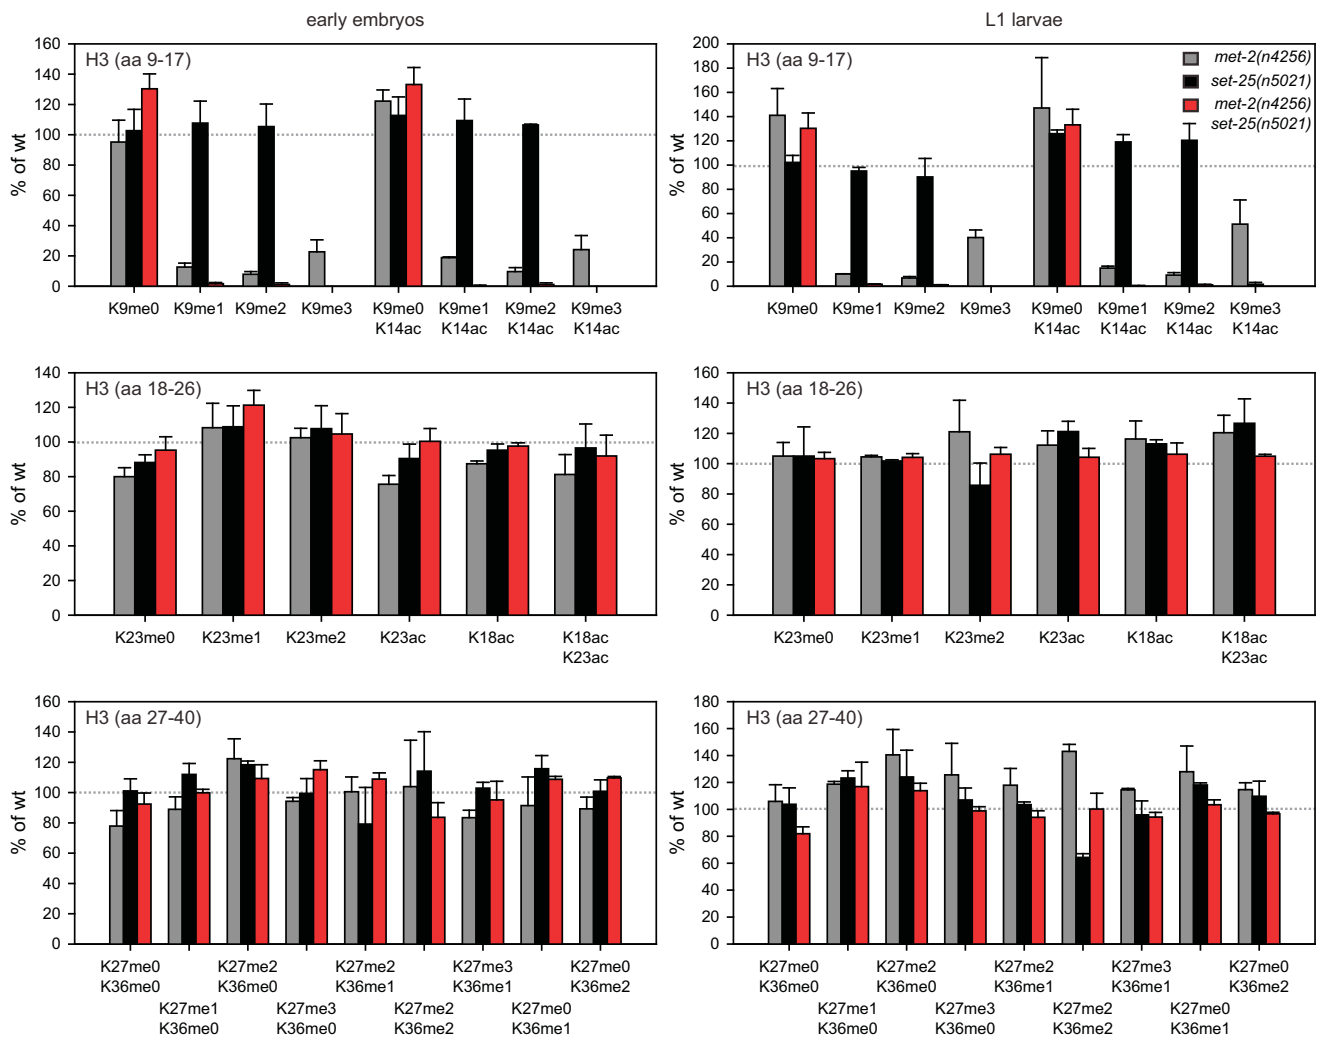 early embryos
L1 larvae
H3 (aa 9-17)
% of wt
160
140
120
100
80
60
40
20
0
K9me0 K9me1 K9me2 K9me3 K9me0 K9me1 K9me2 K9me3
K14ac K14ac K14ac K14ac
H3 (aa 9-17)
met-2(n4256)
set-25(n5021)
met-2(n4256)
set-25(n5021)
% of wt
200
180
160
140
120
100
80
60
40
20
0
K9me0 K9me1 K9me2 K9me3 K9me0 K9me1 K9me2 K9me3
K14ac K14ac K14ac K14ac
H3 (aa 18-26)
% of wt
140
120
100
80
60
40
20
0
K23me0 K23me1 K23me2 K23ac K18ac K18ac
K23ac
H3 (aa 18-26)
% of wt
160
140
120
100
80
60
40
20
0
K23me0 K23me1 K23me2 K23ac K18ac K18ac
K23ac
H3 (aa 27-40)
% of wt
160
140
120
100
80
60
40
20
0
K27me0 K27me2 K27me2 K27me3 K27me0
K36me0 K36me0 K36me1 K36me1 K36me2
K27me1 K27me3 K27me2 K27me0
K36me0 K36me0 K36me2 K36me1
H3 (aa 27-40)
% of wt
180
160
140
120
100
80
60
40
20
0
K27me0 K27me2 K27me2 K27me3 K27me0
K36me0 K36me0 K36me1 K36me1 K36me2
K27me1 K27me3 K27me2 K27me0
K36me0 K36me0 K36me2 K36me1